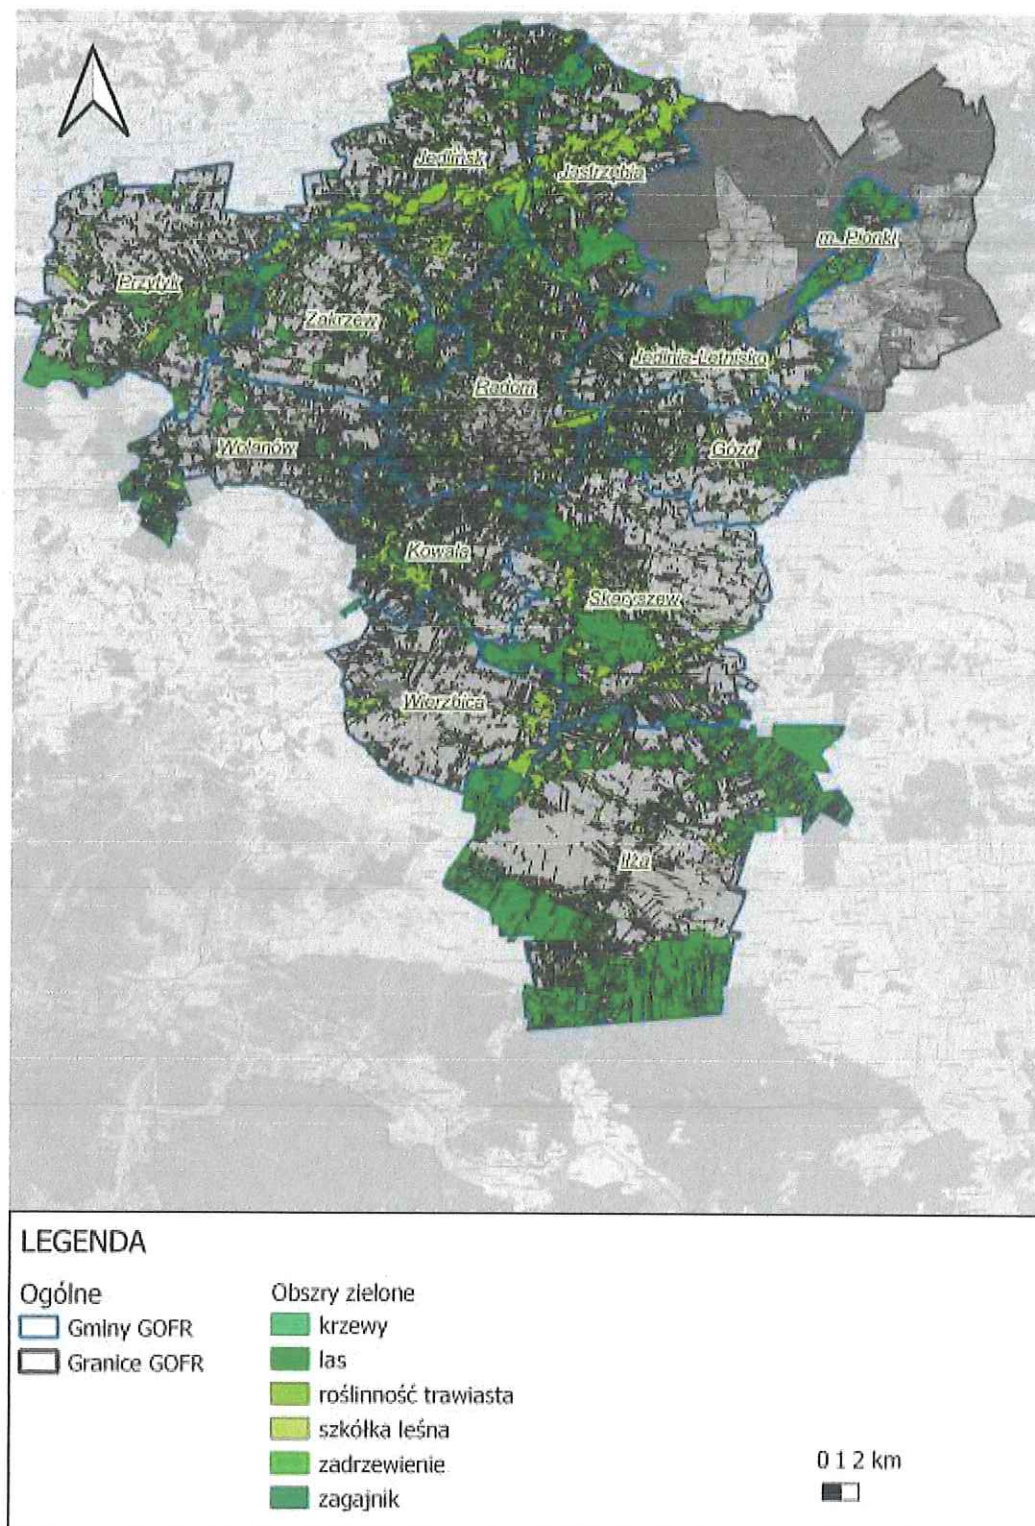 Jedlińsk
Jastrzębia
m. Pionki
Przytyk
Zakrzew
Jedlnia-Letnisko
Radom
Wolanów
Gózd
Kowala
Skaryszew
Wierzbica
Iłża
LEGENDA
Ogólne
Gminy GOFR
Granice GOFR
Obszry zielone
krzewy
las
roślinność trawiasta
szkółka leśna
zadrzewienie
zagajnik
0 1 2 km